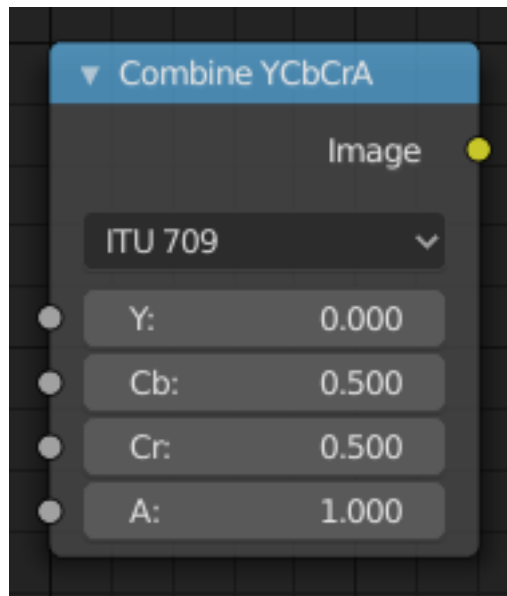 Combine YCbCrA
Image
ITU 709
Y: 0.000
Cb: 0.500
Cr: 0.500
A: 1.000